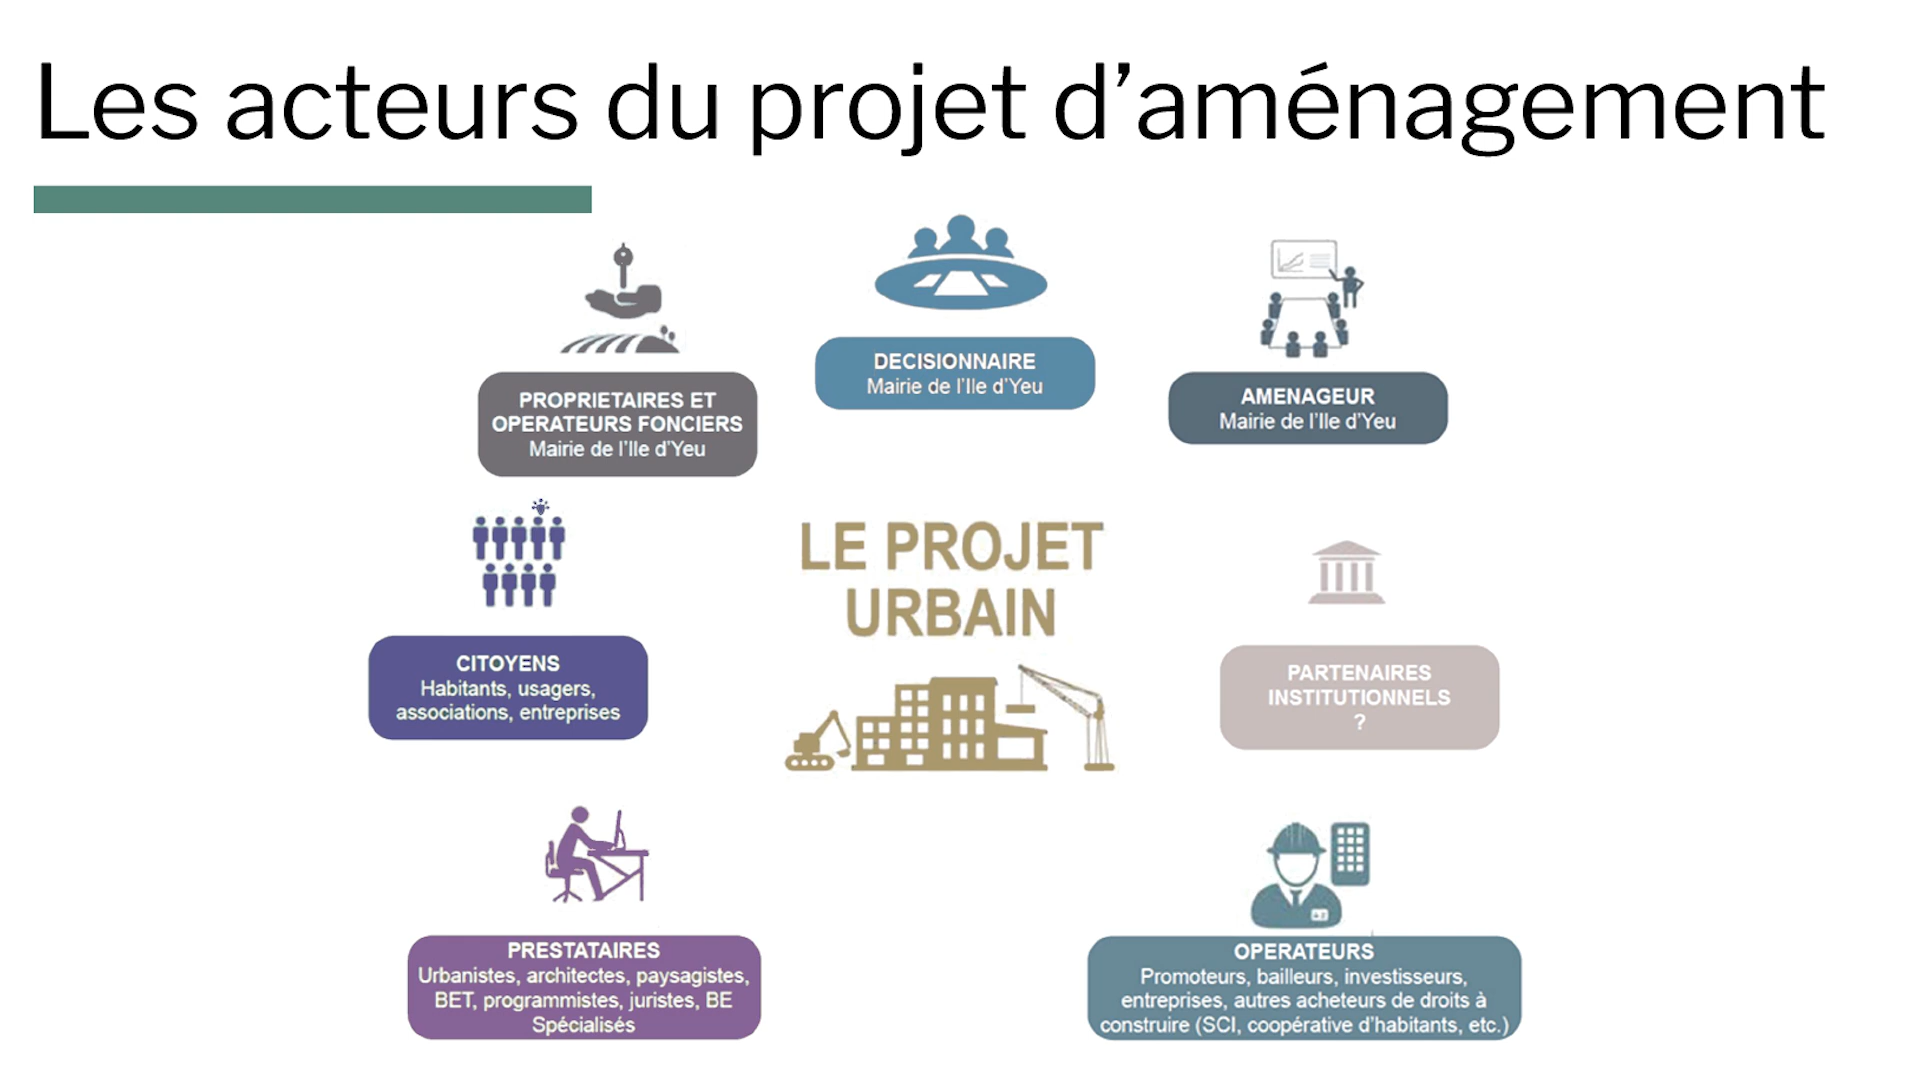 Les acteurs du projet d’aménagement
DECISIONNAIRE
Mairie de l'Ile d'Yeu
PROPRIETAIRES ET
OPERATEURS FONCIERS
Mairie de l'Ile d'Yeu
AMENAGEUR
Mairie de l'Ile d'Yeu
LE PROJET
URBAIN
CITOYENS
Habitants, usagers,
associations, entreprises
PARTENAIRES
INSTITUTIONNELS
?
PRESTATAIRES
Urbanistes, architectes, paysagistes,
BET, programmistes, juristes, BE
Spécialisés
OPERATEURS
Promoteurs, bailleurs, investisseurs,
entreprises, autres acheteurs de droits à
construire (SCI, coopérative d'habitants, etc.)